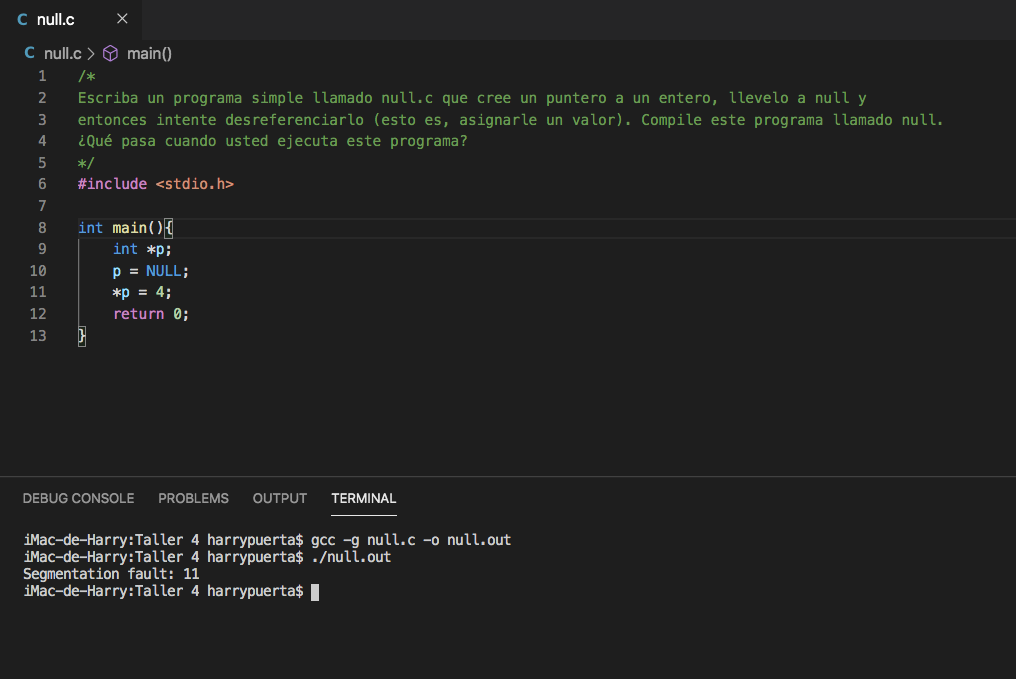 C null.c ×
C null.c > main()
1 /*
2 Escriba un programa simple llamado null.c que cree un puntero a un entero, llevelo a null y
3 entonces intente desreferenciarlo (esto es, asignarle un valor). Compile este programa llamado null.
4 ¿Qué pasa cuando usted ejecuta este programa?
5 */
6 #include <stdio.h>
7
8 int main(){
9     int *p;
10     p = NULL;
11     *p = 4;
12     return 0;
13 }
DEBUG CONSOLE PROBLEMS OUTPUT TERMINAL
iMac-de-Harry:Taller 4 harrypuerta$ gcc -g null.c -o null.out
iMac-de-Harry:Taller 4 harrypuerta$ ./null.out
Segmentation fault: 11
iMac-de-Harry:Taller 4 harrypuerta$